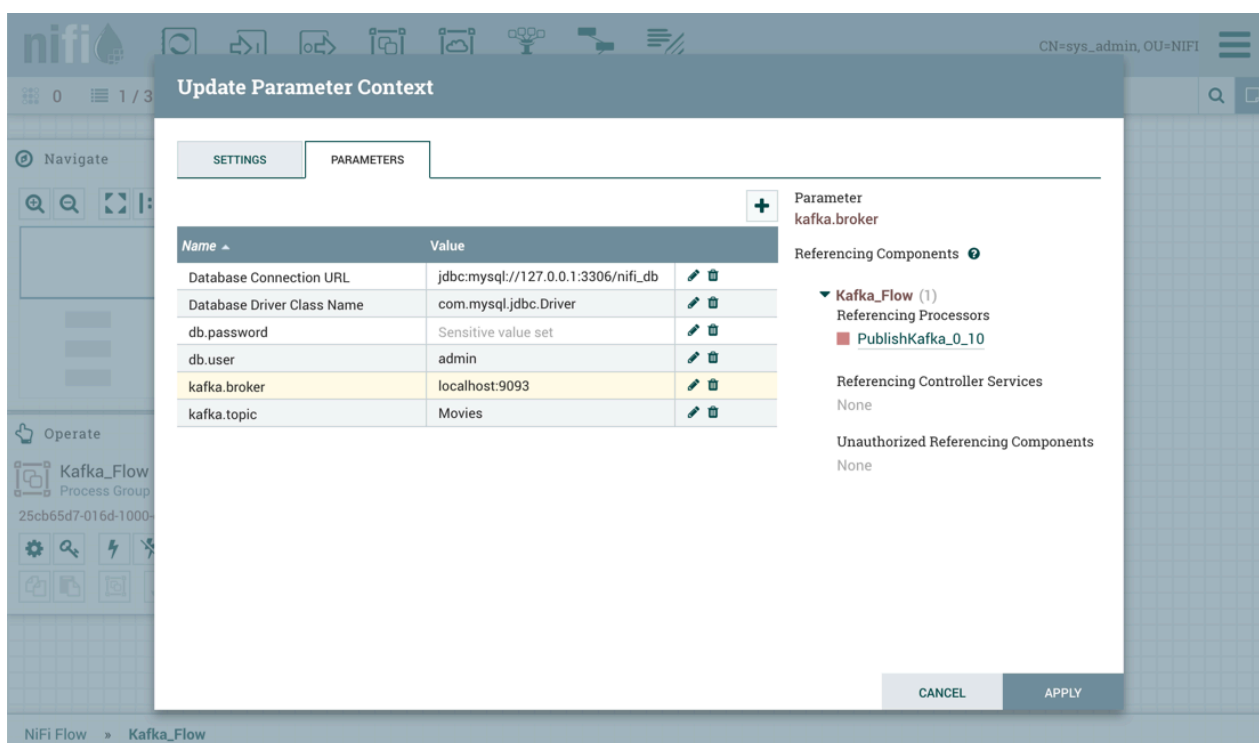 nifi
CN=sys_admin, OU=NIFI
0 1 / 3
Update Parameter Context
Navigate
SETTINGS PARAMETERS
Name Value
Database Connection URL jdbc:mysql://127.0.0.1:3306/nifi_db
Database Driver Class Name com.mysql.jdbc.Driver
db.password Sensitive value set
db.user admin
kafka.broker localhost:9093
kafka.topic Movies
Parameter
kafka.broker
Referencing Components
Kafka_Flow (1)
Referencing Processors
PublishKafka_0_10
Referencing Controller Services
None
Unauthorized Referencing Components
None
Operate
Kafka_Flow
Process Group
25cb65d7-016d-1000-
CANCEL APPLY
NiFi Flow » Kafka_Flow